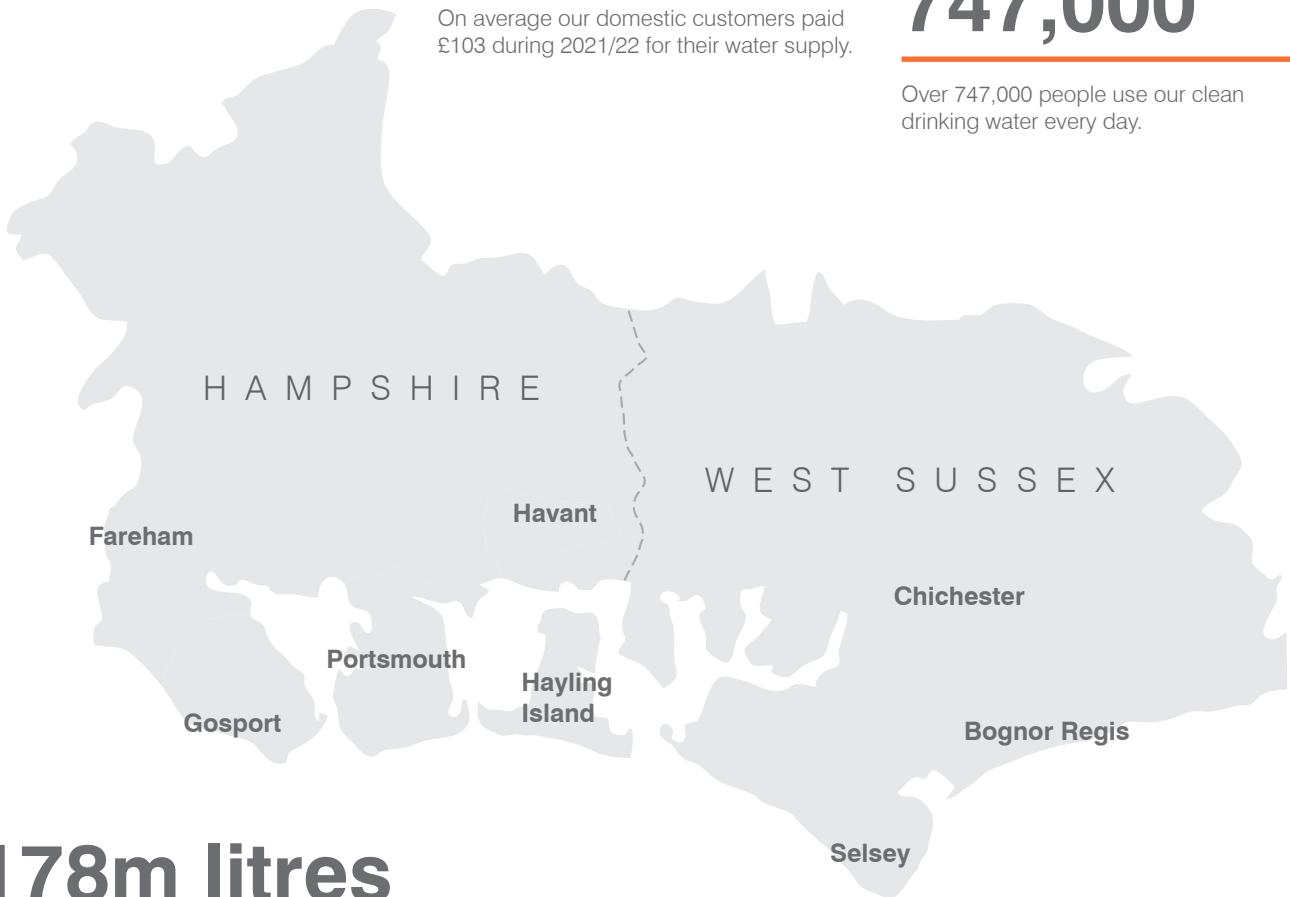 On average our domestic customers paid
£103 during 2021/22 for their water supply.
747,000
Over 747,000 people use our clean
drinking water every day.
HAMPSHIRE
WEST SUSSEX
Havant
Fareham
Chichester
Portsmouth
Hayling
Island
Gosport
Bognor Regis
Selsey
178m litres